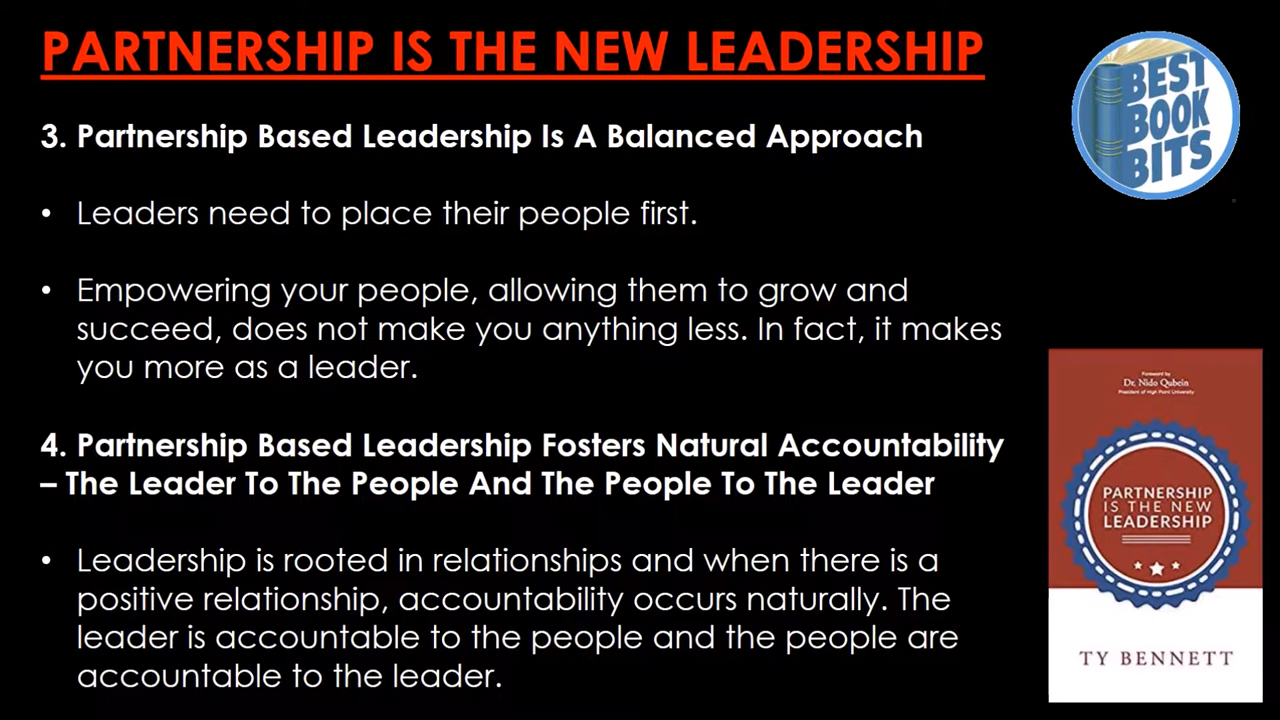 PARTNERSHIP IS THE NEW LEADERSHIP
BEST
BOOK
BITS
3. Partnership Based Leadership Is A Balanced Approach
• Leaders need to place their people first.
• Empowering your people, allowing them to grow and
succeed, does not make you anything less. In fact, it makes
you more as a leader.
4. Partnership Based Leadership Fosters Natural Accountability
– The Leader To The People And The People To The Leader
• Leadership is rooted in relationships and when there is a
positive relationship, accountability occurs naturally. The
leader is accountable to the people and the people are
accountable to the leader.
Foreword by
Dr. Nido Qubein
President of High Point University
PARTNERSHIP
IS THE NEW
LEADERSHIP
TY BENNETT